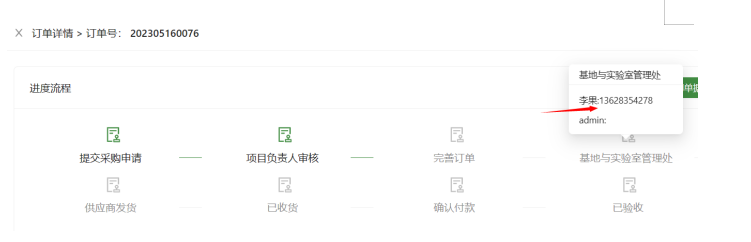 × 订单详情 > 订单号： 202305160076
进度流程
基地与实验室管理处
李果:13628354278
admin:
提交采购申请
项目负责人审核
完善订单
基地与实验室管理处
供应商发货
已收货
确认付款
已验收